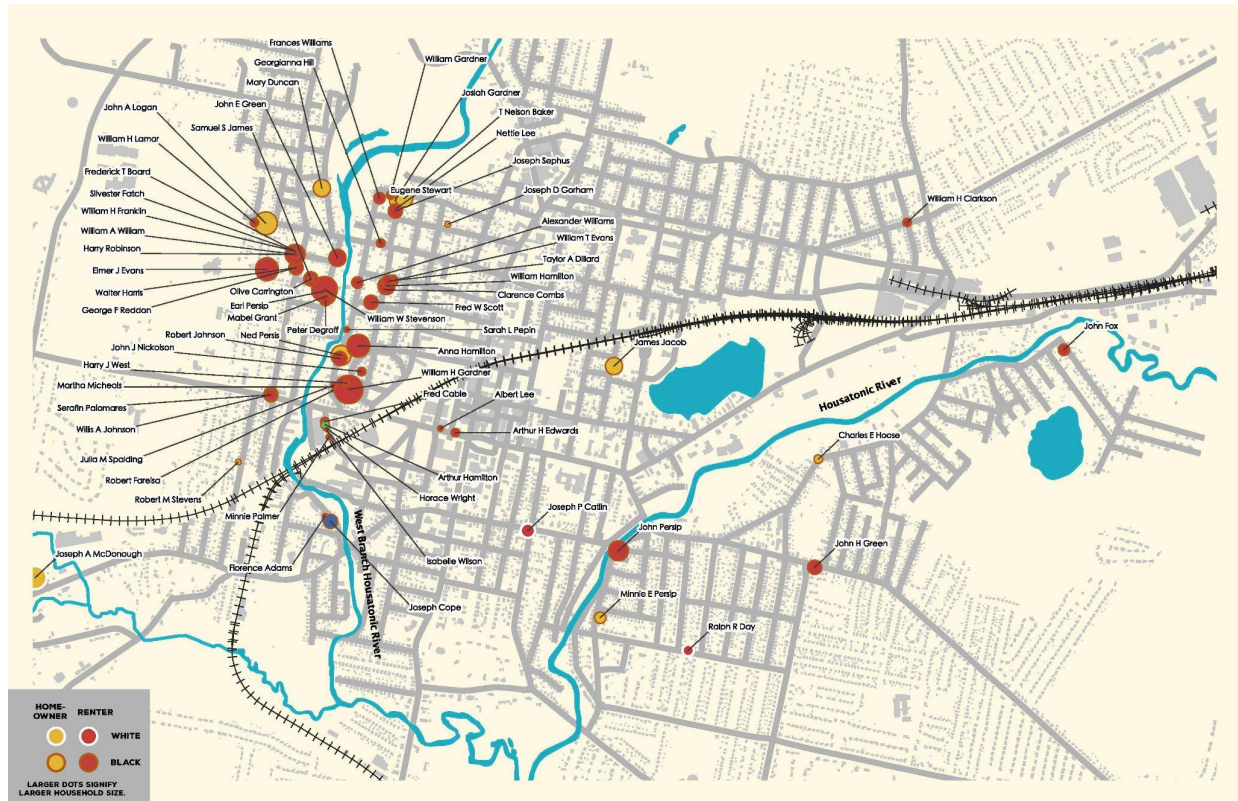 Frances Williams
Georgianna Hill
Mary Duncan
John E Green
John A Logan
Samuel S James
William H Lamar
Frederick T Board
Silvester Fatch
William H Franklin
William A William
Harry Robinson
Elmer J Evans
Walter Harris
George F Reddon
William Gardner
Josiah Gardner
T Nelson Baker
Nettie Lee
Joseph Sephus
Eugene Stewart
Joseph D Gorham
Alexander Williams
William T Evans
Taylor A Dillard
William Hamilton
Clarence Combs
Fred W Scott
William H Clarkson
Olive Carrington
Earl Persip
Mabel Grant
William W Stevenson
Peter Degroff
Sarah L Pepin
Robert Johnson
Ned Persis
John J Nickolson
Anna Hamilton
James Jacob
John Fox
Harry J West
William H Gardner
Martha Micheals
Fred Cable
Albert Lee
Housatonic River
Serafin Palamares
Willis A Johnson
Arthur H Edwards
Charles E Hoose
Julia M Spalding
Robert Farelsa
Arthur Hamilton
Robert M Stevens
Horace Wright
Minnie Palmer
Joseph P Catlin
John Persip
John H Green
Joseph A McDonough
Florence Adams
Isabelle Wilson
West Branch Housatonic River
Joseph Cope
Minnie E Persip
Ralph R Day
HOME-
OWNER RENTER
WHITE
BLACK
LARGER DOTS SIGNIFY
LARGER HOUSEHOLD SIZE.